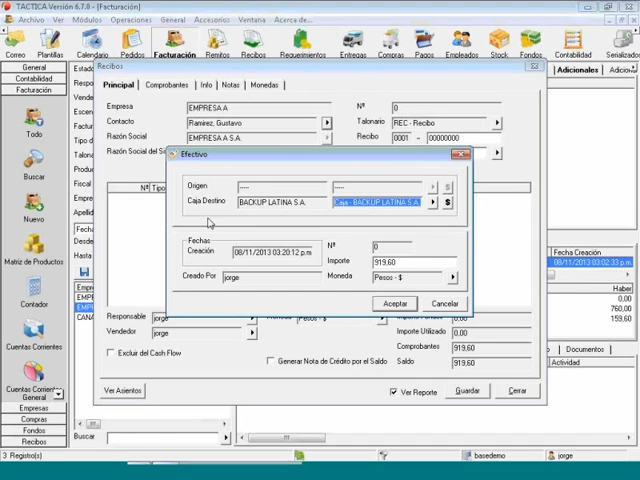 TACTICA Versión 6.7.0 - [Facturación]
Archivo Ver Módulos Operaciones General Accesorios Ventana Acerca de...
Correo Plantillas Calendario Pedidos Facturación Remitos Recibos Requerimientos Entregas Compras Pagos Empleados Stock Fondos Contabilidad Serializados
General
Contabilidad
Facturación
Todo
Buscar
Nuevo
Matriz de Productos
Cuentas Corrientes
Cuentas Corrientes
General
Empresas
Compras
Fondos
Recibos
Recibos
Principal Comprobantes Info Notas Monedas
Empresa EMPRESA A Nº 0
Contacto Ramirez, Gustavo Talonario REC - Recibo
Razón Social EMPRESA A S.A. Recibo 0001 - 00000000
Adicionales
Efectivo
Origen ----- -----
Caja Destino BACKUP LATINA S.A. Caja - BACKUP LATINA S.A. $
Fechas
Creación 08/11/2013 03:20:12 p.m
Nº 0
Importe 919,60
Creado Por jorge Moneda Pesos - $
Aceptar Cancelar
Fecha Creación
08/11/2013 03:02:33 p.m.
Haber
0,00
760,00
159,60
Responsable jorge Pesos - $ 0,00
Vendedor jorge Importe Utilizado 0,00
Excluir del Cash Flow Comprobantes 919,60
Generar Nota de Crédito por el Saldo Saldo 919,60
Documentos
Actividad
Ver Asientos Ver Reporte Guardar Cerrar
Buscar
3 Registro(s) basedemo jorge